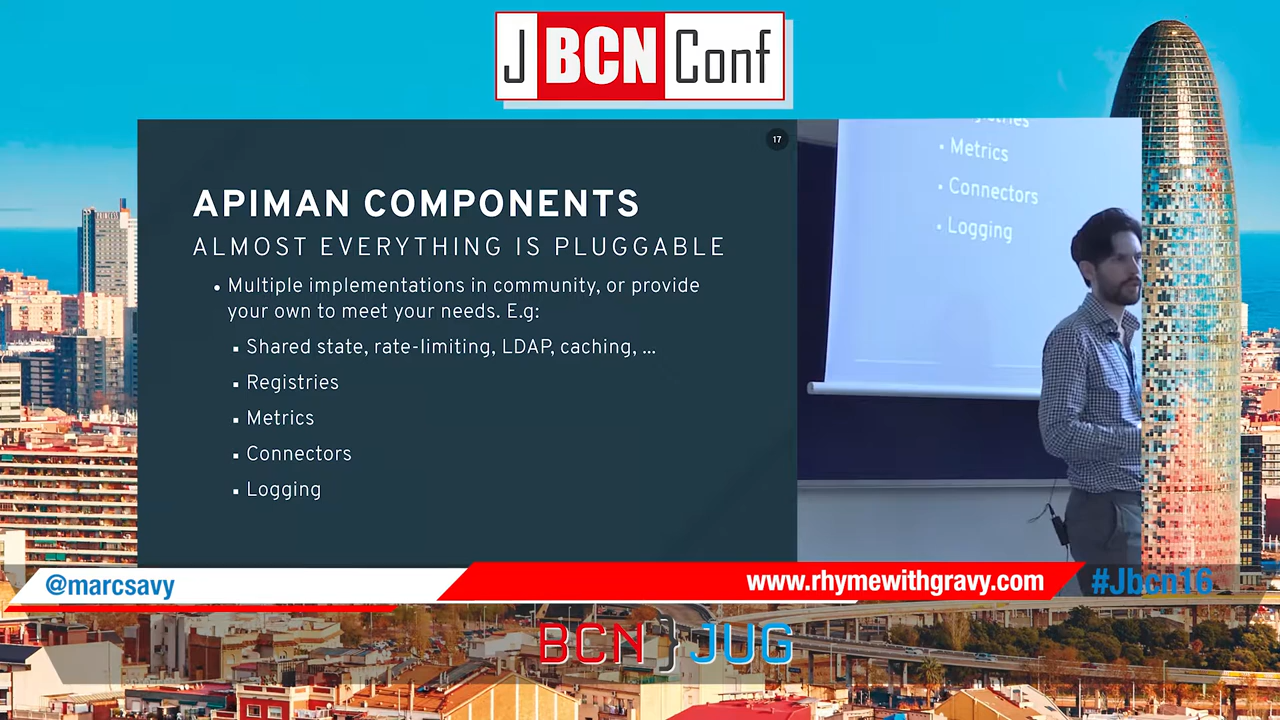 J BCN Conf
17
APIMAN COMPONENTS
ALMOST EVERYTHING IS PLUGGABLE
• Multiple implementations in community, or provide
your own to meet your needs. E.g:
▪ Shared state, rate-limiting, LDAP, caching, ...
▪ Registries
▪ Metrics
▪ Connectors
▪ Logging
• Metrics
• Connectors
• Logging
@marcsavy
www.rhymewithgravy.com
#Jbcn16
BCN } JUG